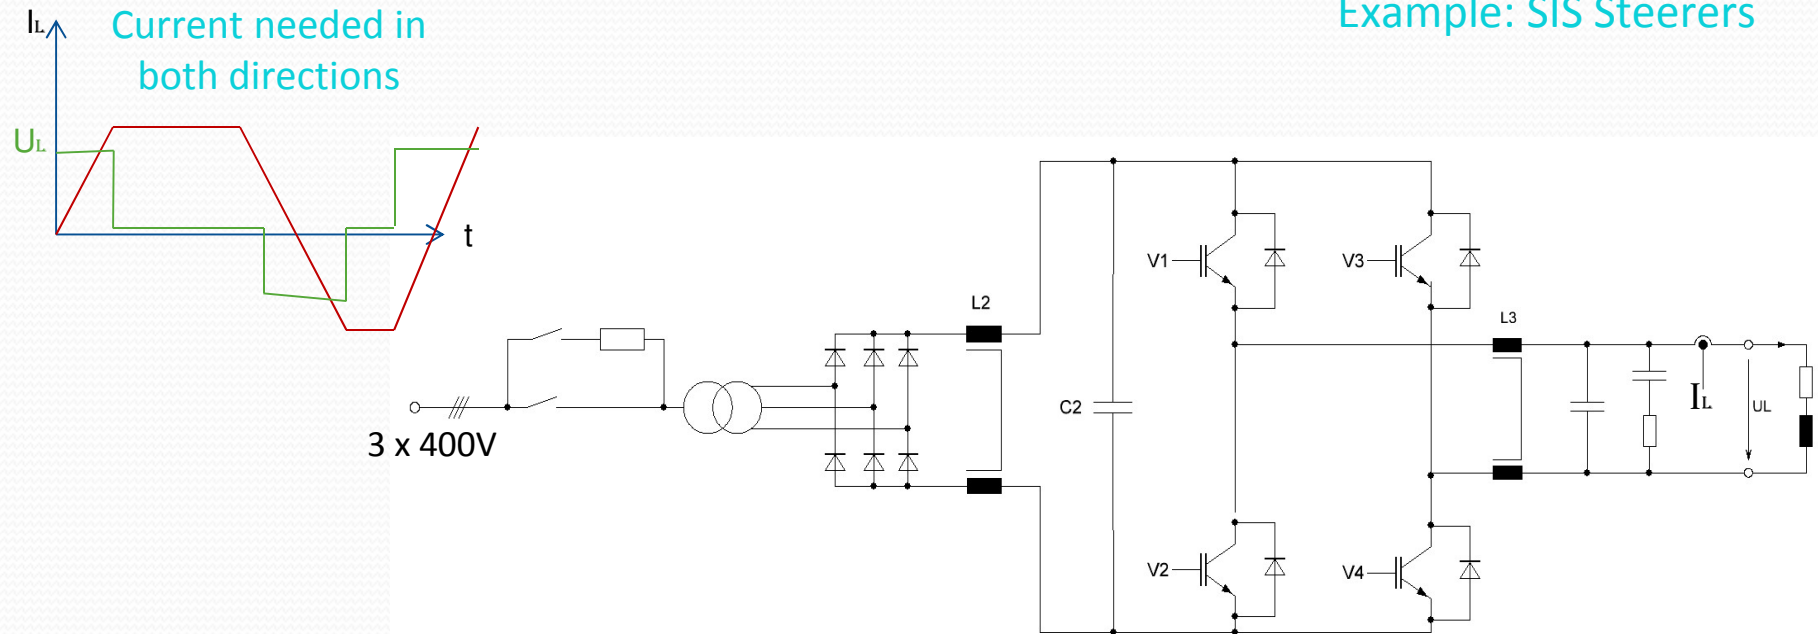 Example: SIS Steerers
Current needed in
both directions
IL
UL
t
3 x 400V
L2
C2
V1
V3
V2
V4
L3
IL
UL